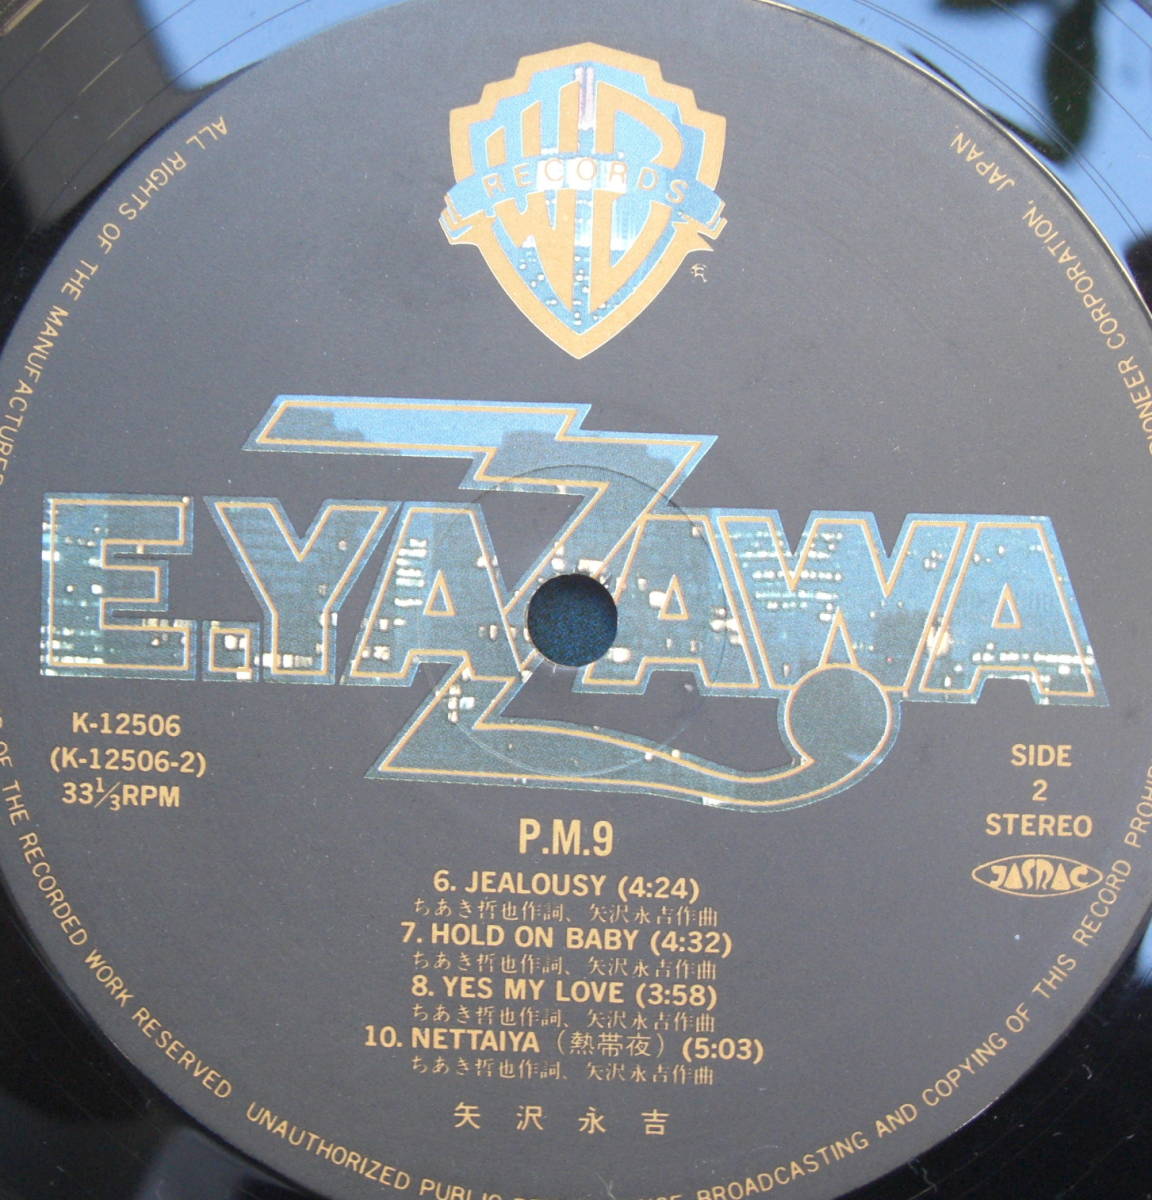 WB
RECORDS
E.YAZAWA
K-12506
(K-12506-2)
33⅓RPM
SIDE
2
STEREO
JASRAC
P.M.9
6. JEALOUSY (4:24)
ちあき哲也作詞、矢沢永吉作曲
7. HOLD ON BABY (4:32)
ちあき哲也作詞、矢沢永吉作曲
8. YES MY LOVE (3:58)
ちあき哲也作詞、矢沢永吉作曲
10. NETTAIYA (熱帯夜) (5:03)
ちあき哲也作詞、矢沢永吉作曲
矢沢永吉
ALL RIGHTS OF THE MANUFACTURES
OF THE RECORDED WORK RESERVED UNAUTHORIZED PUBLIC
BROADCASTING AND COPYING OF THIS RECORD
PIONEER CORPORATION, JAPAN.